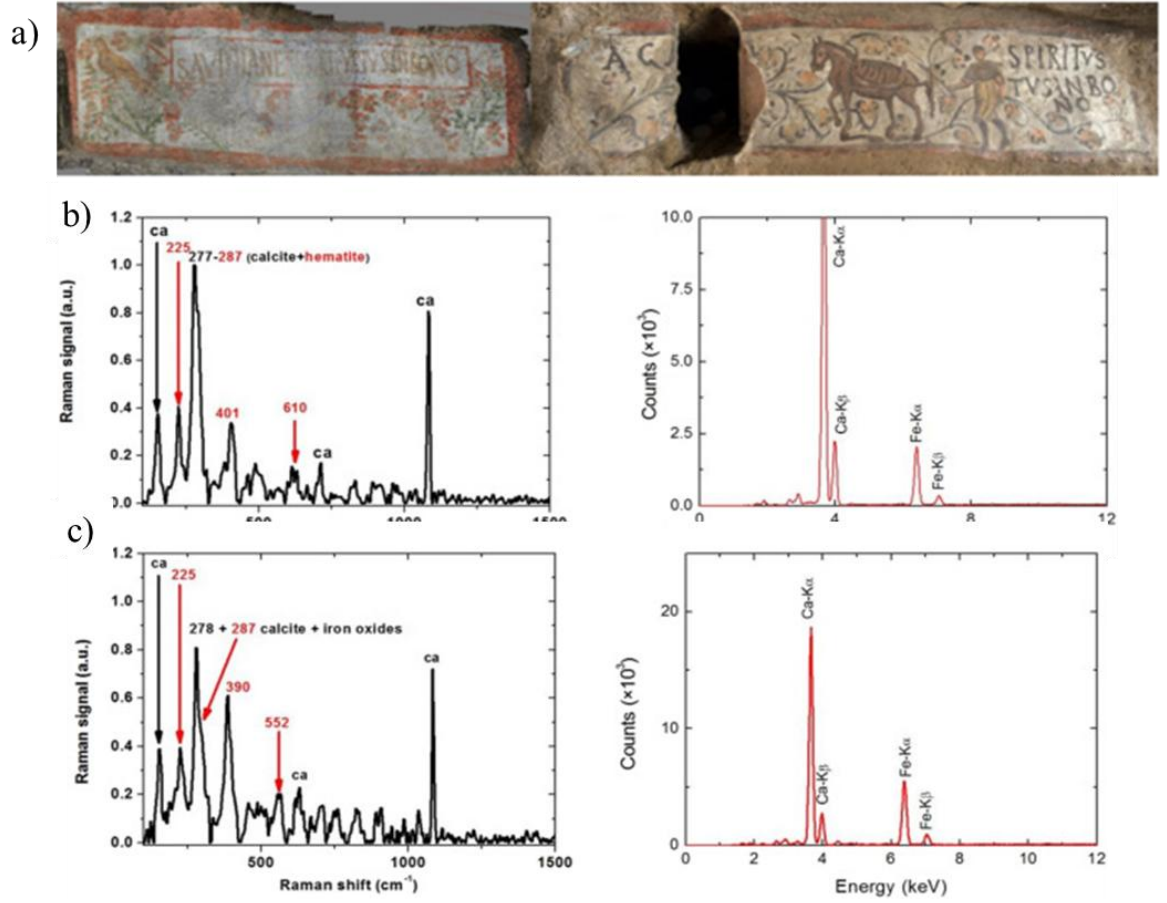 a)
SPIRITVS
TVSINBO
NO
b)
1.2
1.0
0.8
0.6
0.4
0.2
0.0
Raman signal (a.u.)
ca
225
277-287 (calcite+hematite)
401
610
ca
ca
500
1000
1500
10.0
7.5
5.0
2.5
0.0
Counts (×10³)
Ca-Kα
Ca-Kβ
Fe-Kα
Fe-Kβ
0
4
8
12
c)
1.2
1.0
0.8
0.6
0.4
0.2
0.0
Raman signal (a.u.)
ca
225
278 + 287 calcite + iron oxides
390
552
ca
ca
500
1000
1500
Raman shift (cm⁻¹)
20
10
0
Counts (×10³)
Ca-Kα
Ca-Kβ
Fe-Kα
Fe-Kβ
0
2
4
6
8
10
12
Energy (keV)